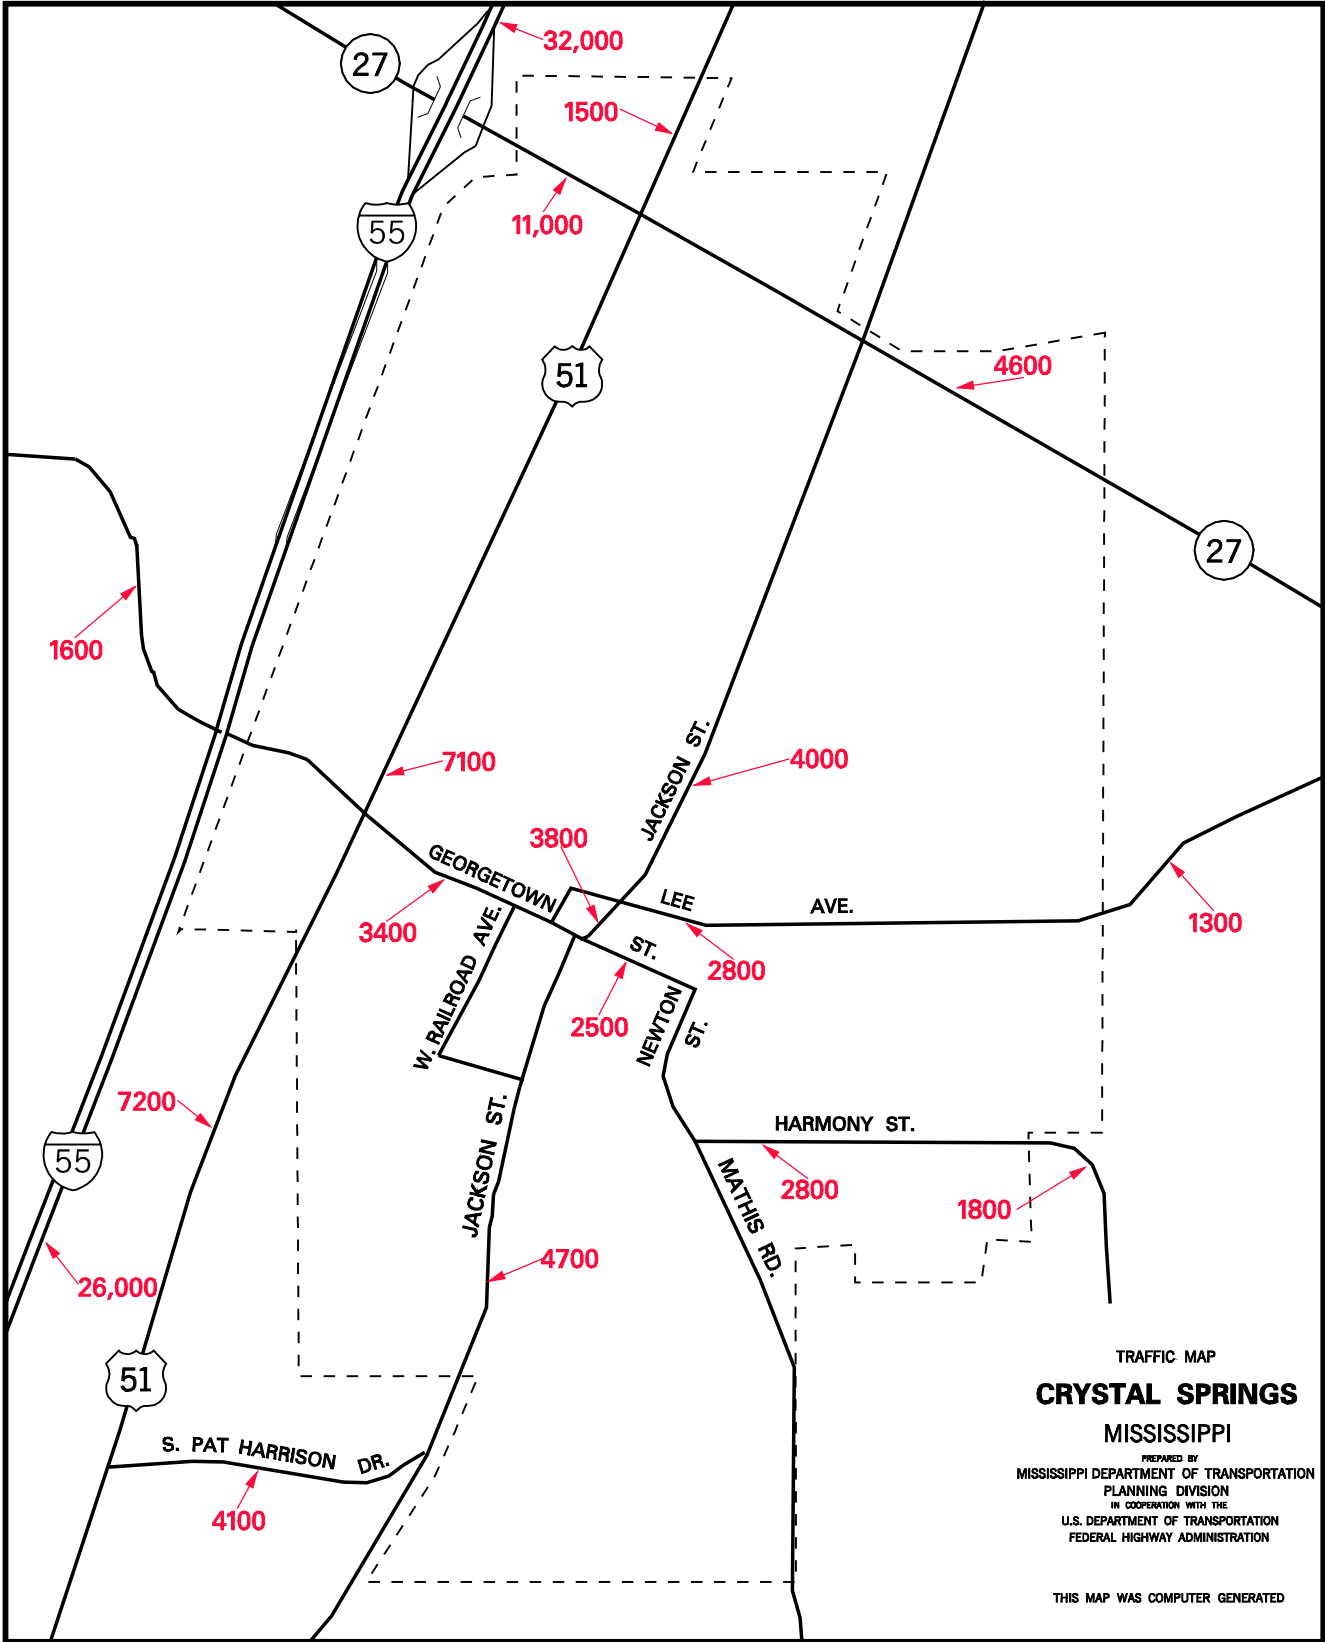 32,000
27
1500
11,000
55
51
4600
27
1600
JACKSON ST.
7100
4000
3800
GEORGETOWN
LEE
AVE.
1300
3400
W. RAILROAD AVE.
ST.
2800
2500
NEWTON
ST.
7200
JACKSON ST.
HARMONY ST.
55
2800
MATHIS RD.
1800
4700
26,000
51
S. PAT HARRISON DR.
4100
TRAFFIC MAP
CRYSTAL SPRINGS
MISSISSIPPI
PREPARED BY
MISSISSIPPI DEPARTMENT OF TRANSPORTATION
PLANNING DIVISION
IN COOPERATION WITH THE
U.S. DEPARTMENT OF TRANSPORTATION
FEDERAL HIGHWAY ADMINISTRATION
THIS MAP WAS COMPUTER GENERATED